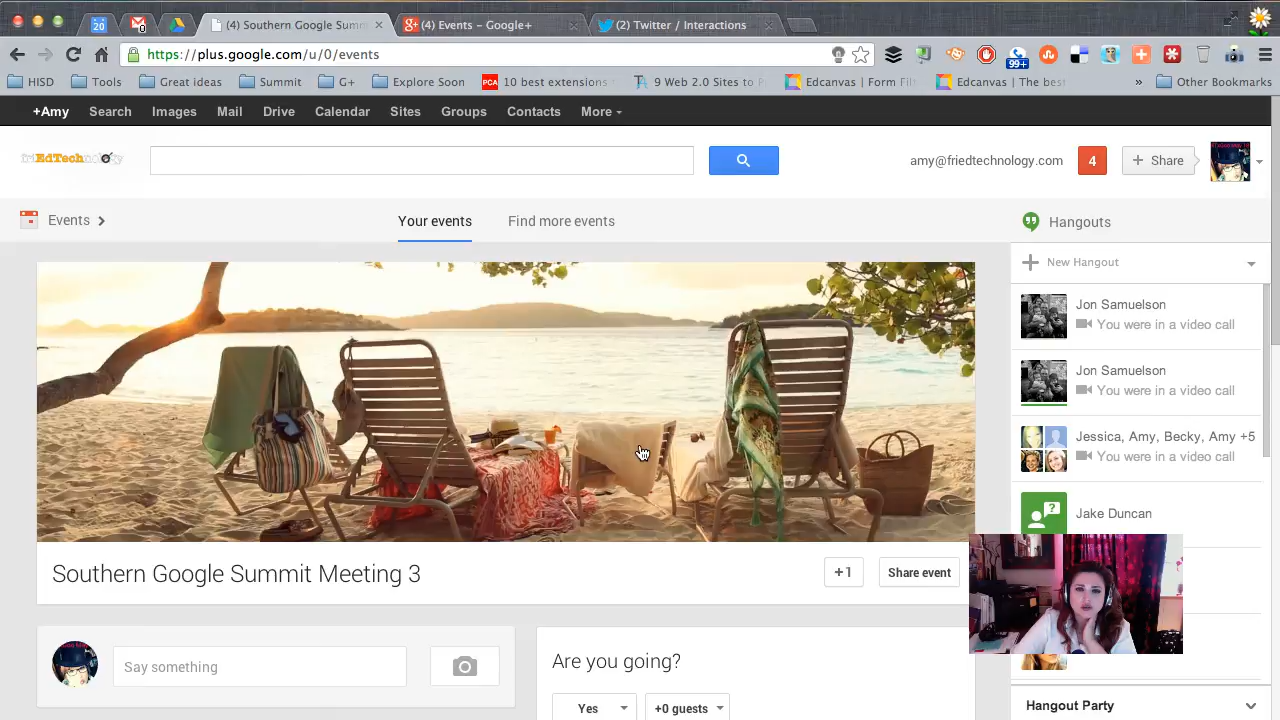 20
(4) Southern Google Summ
(4) Events - Google+
(2) Twitter / Interactions
https://plus.google.com/u/0/events
99+
HISD
Tools
Great ideas
Summit
G+
Explore Soon
PCA
10 best extensions
9 Web 2.0 Sites to P
Edcanvas | Form Filt
Edcanvas | The best
»
Other Bookmarks
+Amy
Search
Images
Mail
Drive
Calendar
Sites
Groups
Contacts
More
friEdTechnology
amy@friedtechnology.com
4
+ Share
Events
Your events
Find more events
Hangouts
New Hangout
Jon Samuelson
You were in a video call
Jon Samuelson
You were in a video call
Jessica, Amy, Becky, Amy +5
You were in a video call
Jake Duncan
Southern Google Summit Meeting 3
+1
Share event
Say something
Are you going?
Yes
+0 guests
Hangout Party